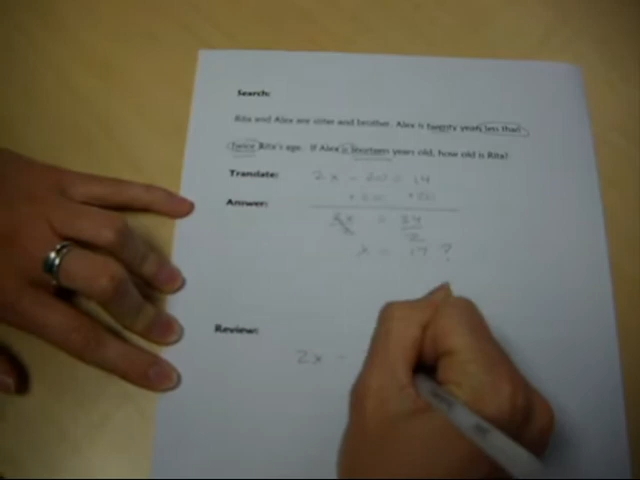 Search:
Rita and Alex are sister and brother. Alex is twenty years less than
twice Rita's age. If Alex is fourteen years old, how old is Rita?
Translate: 2x - 20 = 14
+20 +20
Answer:
2x = 34
2 2
x = 17 ?
Review:
2x -